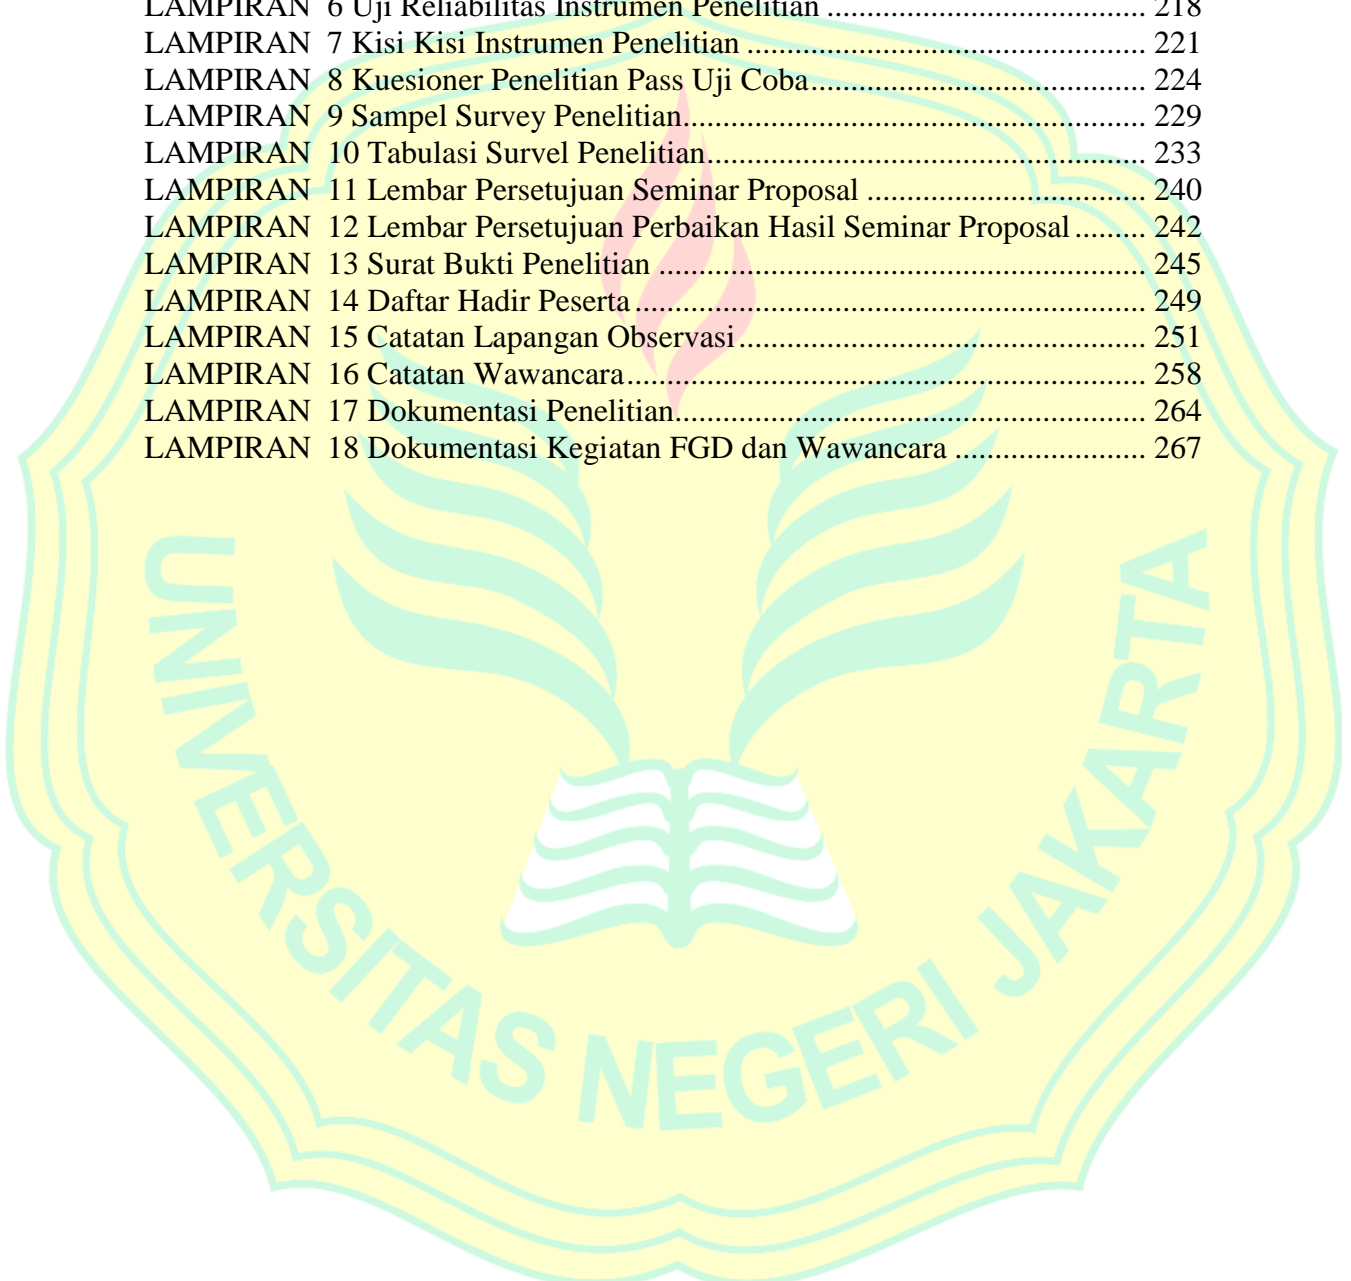 LAMPIRAN 6 Uji Reliabilitas Instrumen Penelitian ........................................ 218
LAMPIRAN 7 Kisi Kisi Instrumen Penelitian .................................................. 221
LAMPIRAN 8 Kuesioner Penelitian Pass Uji Coba.......................................... 224
LAMPIRAN 9 Sampel Survey Penelitian.......................................................... 229
LAMPIRAN 10 Tabulasi Survel Penelitian....................................................... 233
LAMPIRAN 11 Lembar Persetujuan Seminar Proposal ................................... 240
LAMPIRAN 12 Lembar Persetujuan Perbaikan Hasil Seminar Proposal ......... 242
LAMPIRAN 13 Surat Bukti Penelitian ............................................................. 245
LAMPIRAN 14 Daftar Hadir Peserta ................................................................ 249
LAMPIRAN 15 Catatan Lapangan Observasi................................................... 251
LAMPIRAN 16 Catatan Wawancara................................................................. 258
LAMPIRAN 17 Dokumentasi Penelitian........................................................... 264
LAMPIRAN 18 Dokumentasi Kegiatan FGD dan Wawancara ........................ 267
UNIVERSITAS NEGERI JAKARTA